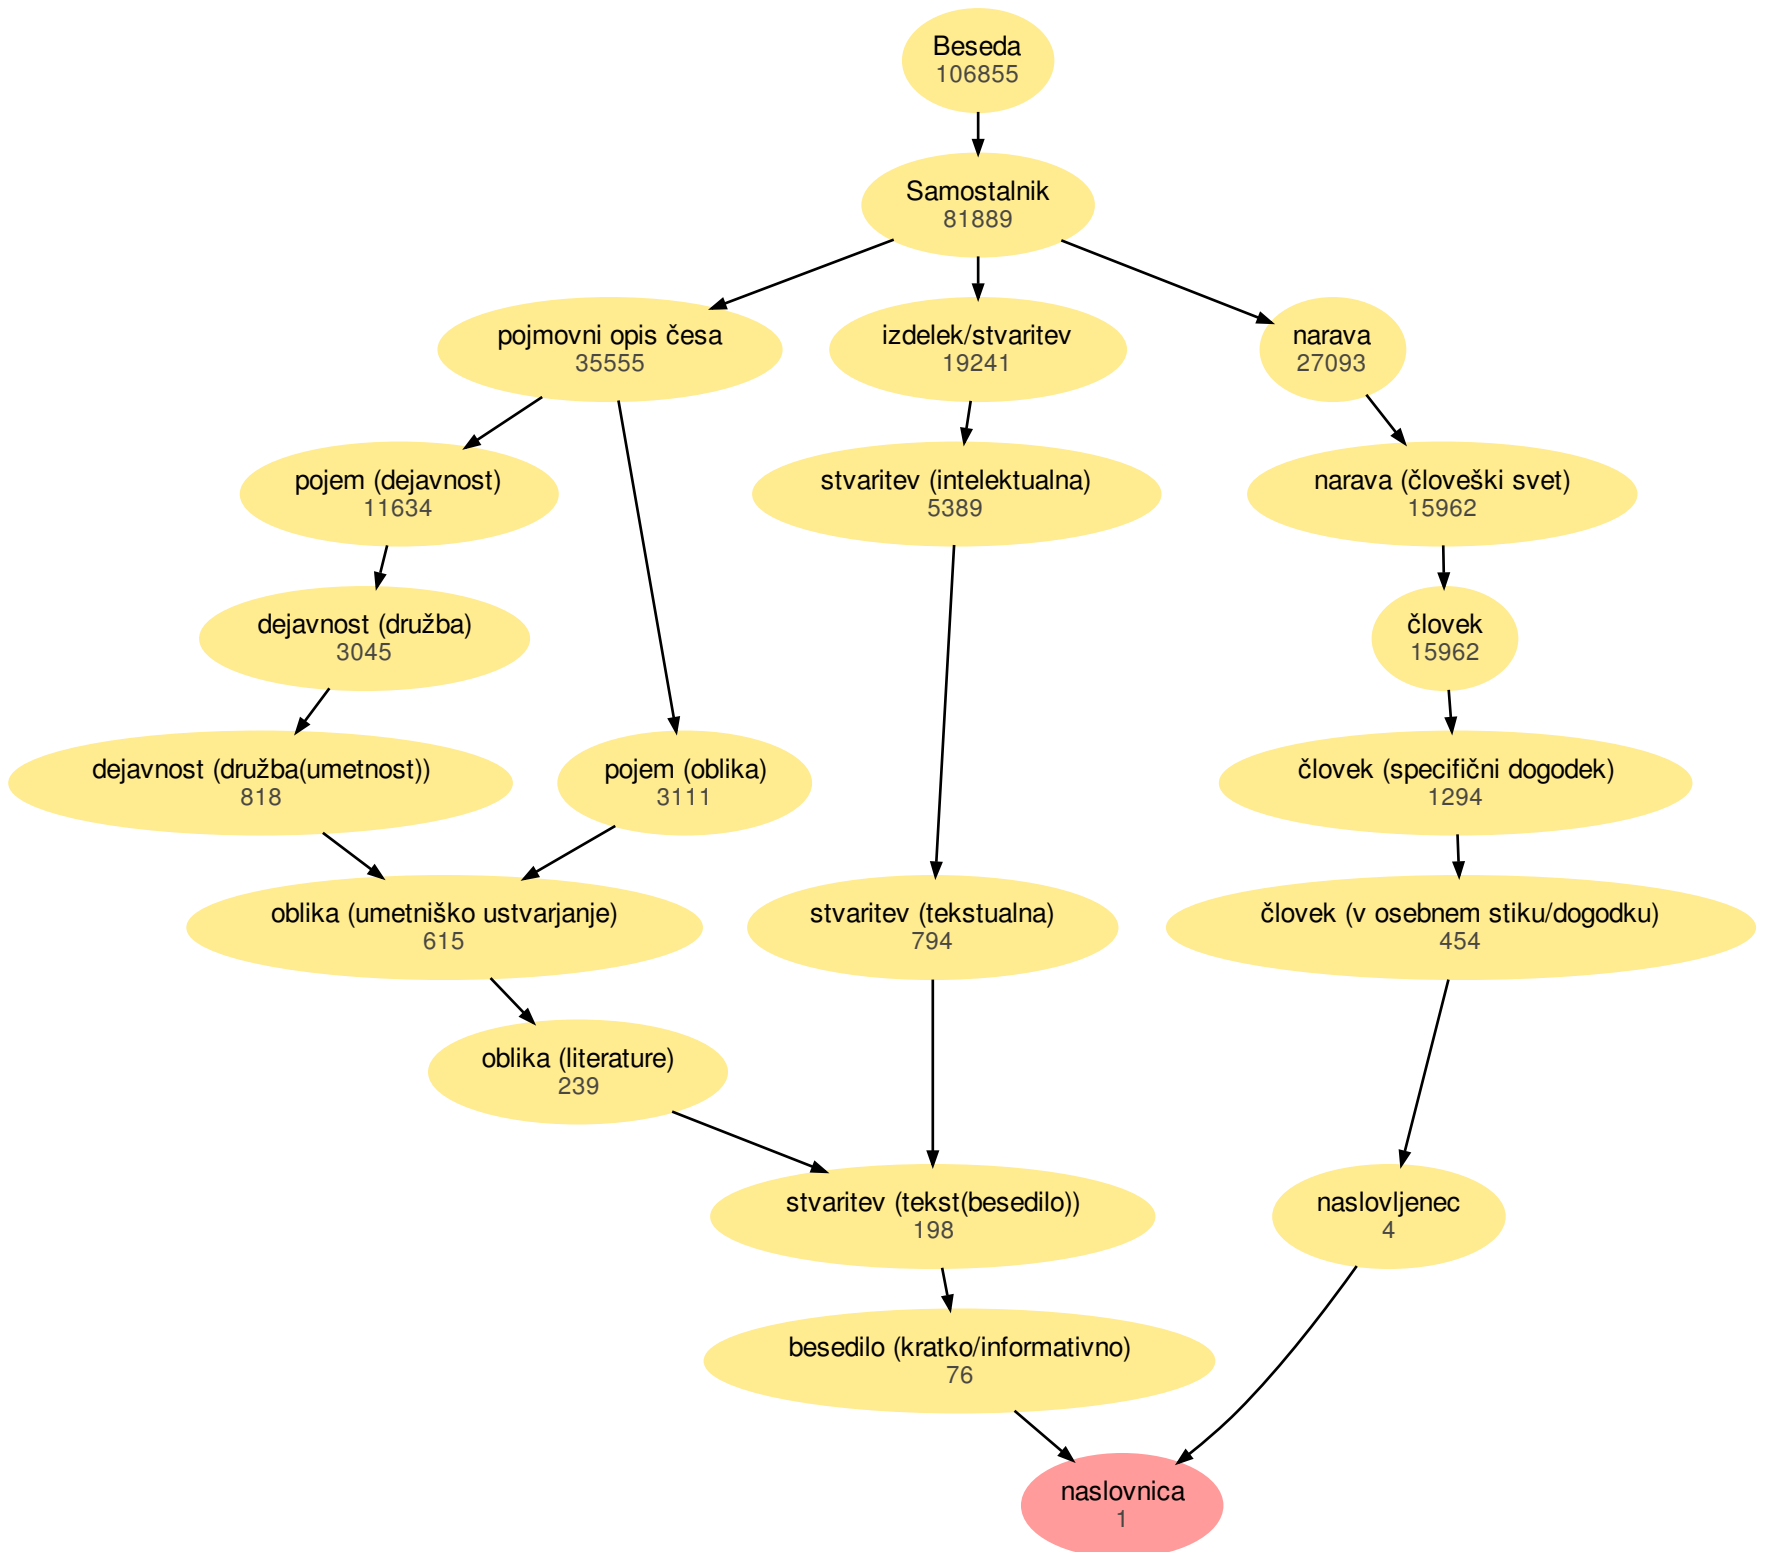 Beseda
106855
Samostalnik
81889
pojmovni opis česa
35555
izdelek/stvaritev
19241
narava
27093
pojem (dejavnost)
11634
stvaritev (intelektualna)
5389
narava (človeški svet)
15962
dejavnost (družba)
3045
človek
15962
dejavnost (družba(umetnost))
818
pojem (oblika)
3111
človek (specifični dogodek)
1294
oblika (umetniško ustvarjanje)
615
stvaritev (tekstualna)
794
človek (v osebnem stiku/dogodku)
454
oblika (literature)
239
stvaritev (tekst(besedilo))
198
naslovljenec
4
besedilo (kratko/informativno)
76
naslovnica
1